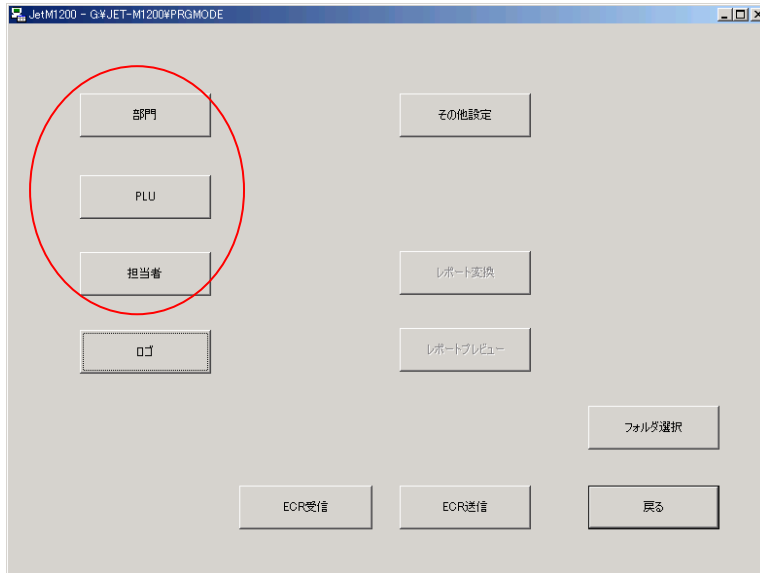 JetM1200 - G:¥JET-M1200¥PRGMODE
部門
その他設定
PLU
担当者
レポート変換
ロゴ
レポートプレビュー
フォルダ選択
ECR受信
ECR送信
戻る